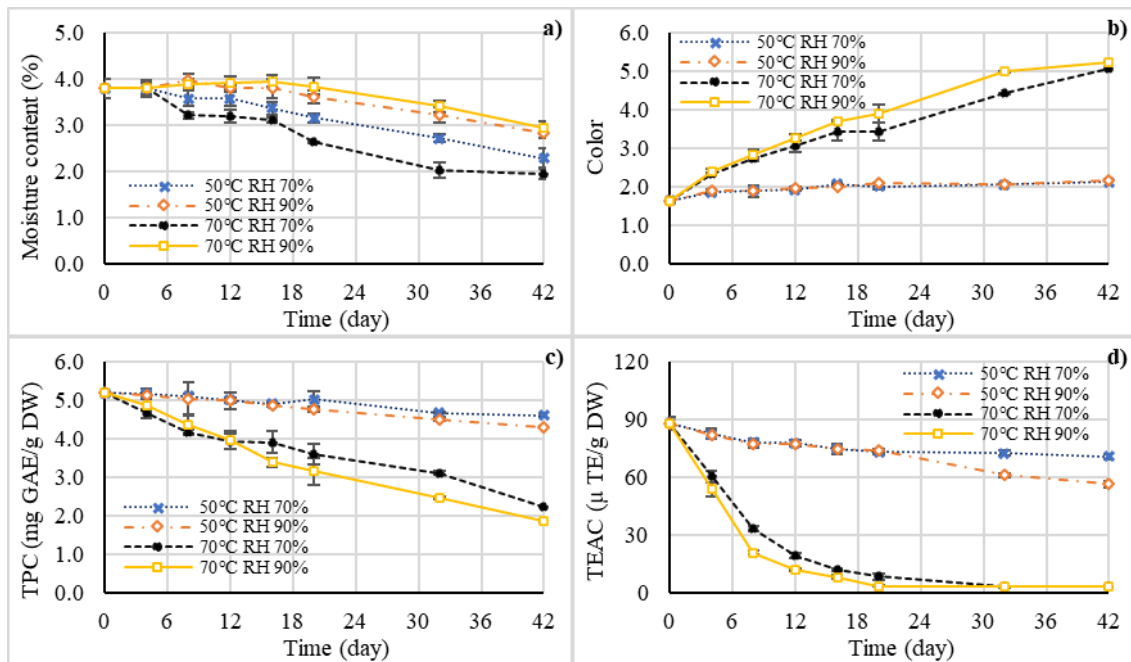 a)
Moisture content (%)
5.0
4.0
3.0
2.0
1.0
0.0
50°C RH 70%
50°C RH 90%
70°C RH 70%
70°C RH 90%
0 6 12 18 24 30 36 42
Time (day)
b)
Color
6.0
5.0
4.0
3.0
2.0
1.0
0.0
50°C RH 70%
50°C RH 90%
70°C RH 70%
70°C RH 90%
0 6 12 18 24 30 36 42
Time (day)
c)
TPC (mg GAE/g DW)
6.0
5.0
4.0
3.0
2.0
1.0
0.0
50°C RH 70%
50°C RH 90%
70°C RH 70%
70°C RH 90%
0 6 12 18 24 30 36 42
Time (day)
d)
TEAC (μ TE/g DW)
120
90
60
30
0
50°C RH 70%
50°C RH 90%
70°C RH 70%
70°C RH 90%
0 6 12 18 24 30 36 42
Time (day)